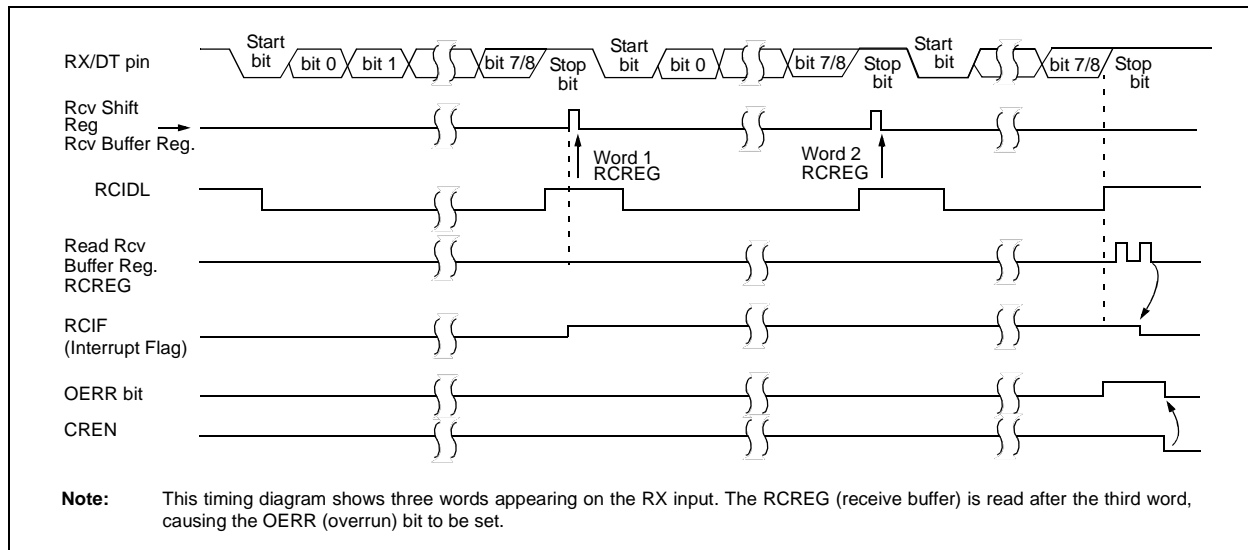 RX/DT pin
Start
bit
bit 0
bit 1
bit 7/8
Stop
bit
Start
bit
bit 0
bit 7/8
Stop
bit
Start
bit
bit 7/8
Stop
bit
Rcv Shift
Reg
Rcv Buffer Reg.
Word 1
RCREG
Word 2
RCREG
RCIDL
Read Rcv
Buffer Reg.
RCREG
RCIF
(Interrupt Flag)
OERR bit
CREN
Note: This timing diagram shows three words appearing on the RX input. The RCREG (receive buffer) is read after the third word,
causing the OERR (overrun) bit to be set.